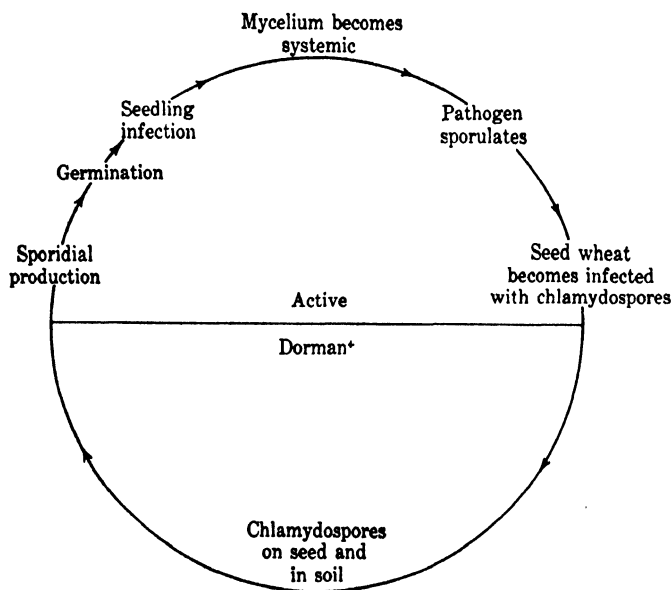 Mycelium becomes
systemic
Seedling
infection
Pathogen
sporulates
Germination
Sporidial
production
Seed wheat
becomes infected
with chlamydospores
Active
Dorman+
Chlamydospores
on seed and
in soil